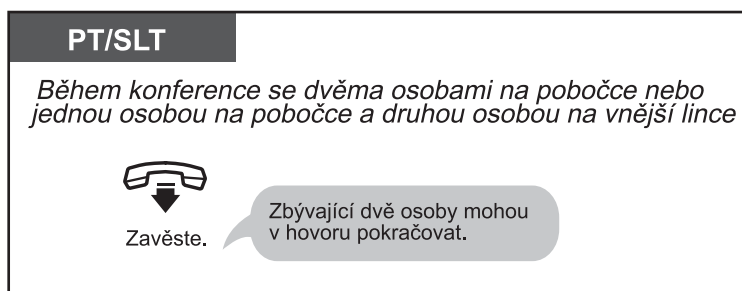 PT/SLT
Během konference se dvěma osobami na pobočce nebo
jednou osobou na pobočce a druhou osobou na vnější lince
Zavěste.
Zbývající dvě osoby mohou
v hovoru pokračovat.